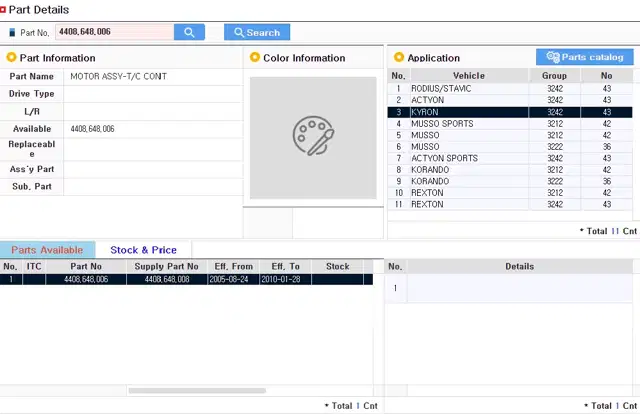 Part Details
Part No. 4408,648,006 Search
Part Information
Part Name MOTOR ASSY-T/C CONT
Drive Type
L/R
Available 4408,648,006
Replaceable
Ass'y Part
Sub. Part
Color Information
Application Parts catalog
No. Vehicle Group No
1 RODIUS/STAVIC 3242 43
2 ACTYON 3242 43
3 KYRON 3242 43
4 MUSSO SPORTS 3212 42
5 MUSSO 3212 42
6 MUSSO 3222 36
7 ACTYON SPORTS 3242 43
8 KORANDO 3212 42
9 KORANDO 3222 36
10 REXTON 3212 42
11 REXTON 3242 43
* Total 11 Cnt
Parts Available Stock & Price
No. ITC Part No Supply Part No Eff. From Eff. To Stock
1 4408,648,006 4408,648,008 2005-08-24 2010-01-28
* Total 1 Cnt
No. Details
1
* Total 1 Cnt